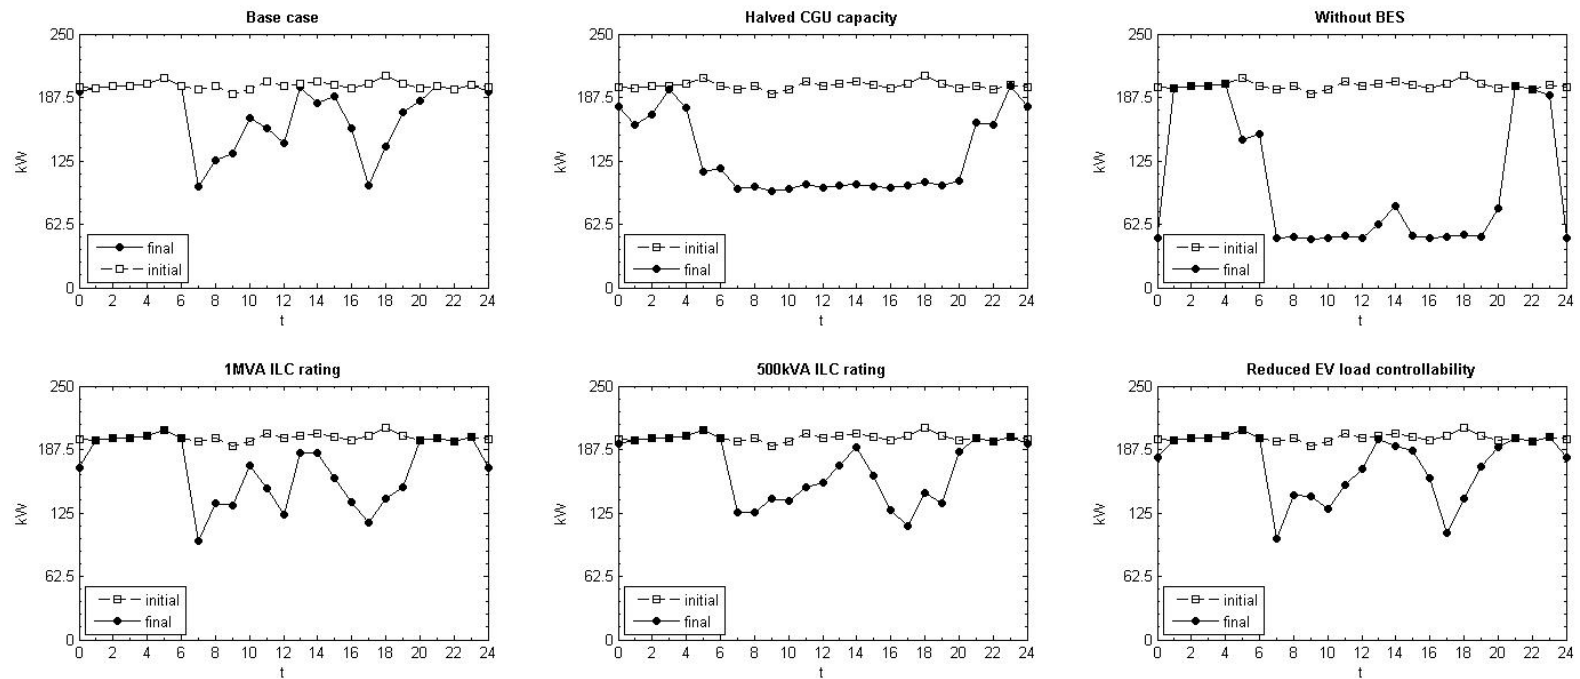 Base case
250
187.5
125
62.5
0
kW
final
initial
0 2 4 6 8 10 12 14 16 18 20 22 24
t
Halved CGU capacity
250
187.5
125
62.5
0
kW
initial
final
0 2 4 6 8 10 12 14 16 18 20 22 24
t
Without BES
250
187.5
125
62.5
0
kW
initial
final
0 2 4 6 8 10 12 14 16 18 20 22 24
t
1MVA ILC rating
250
187.5
125
62.5
0
kW
initial
final
0 2 4 6 8 10 12 14 16 18 20 22 24
t
500kVA ILC rating
250
187.5
125
62.5
0
kW
initial
final
0 2 4 6 8 10 12 14 16 18 20 22 24
t
Reduced EV load controllability
250
187.5
125
62.5
0
kW
initial
final
0 2 4 6 8 10 12 14 16 18 20 22 24
t